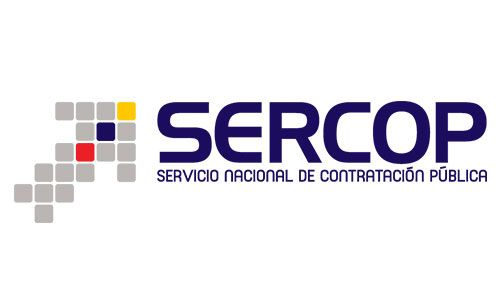 SERCOP
SERVICIO NACIONAL DE CONTRATACIÓN PÚBLICA